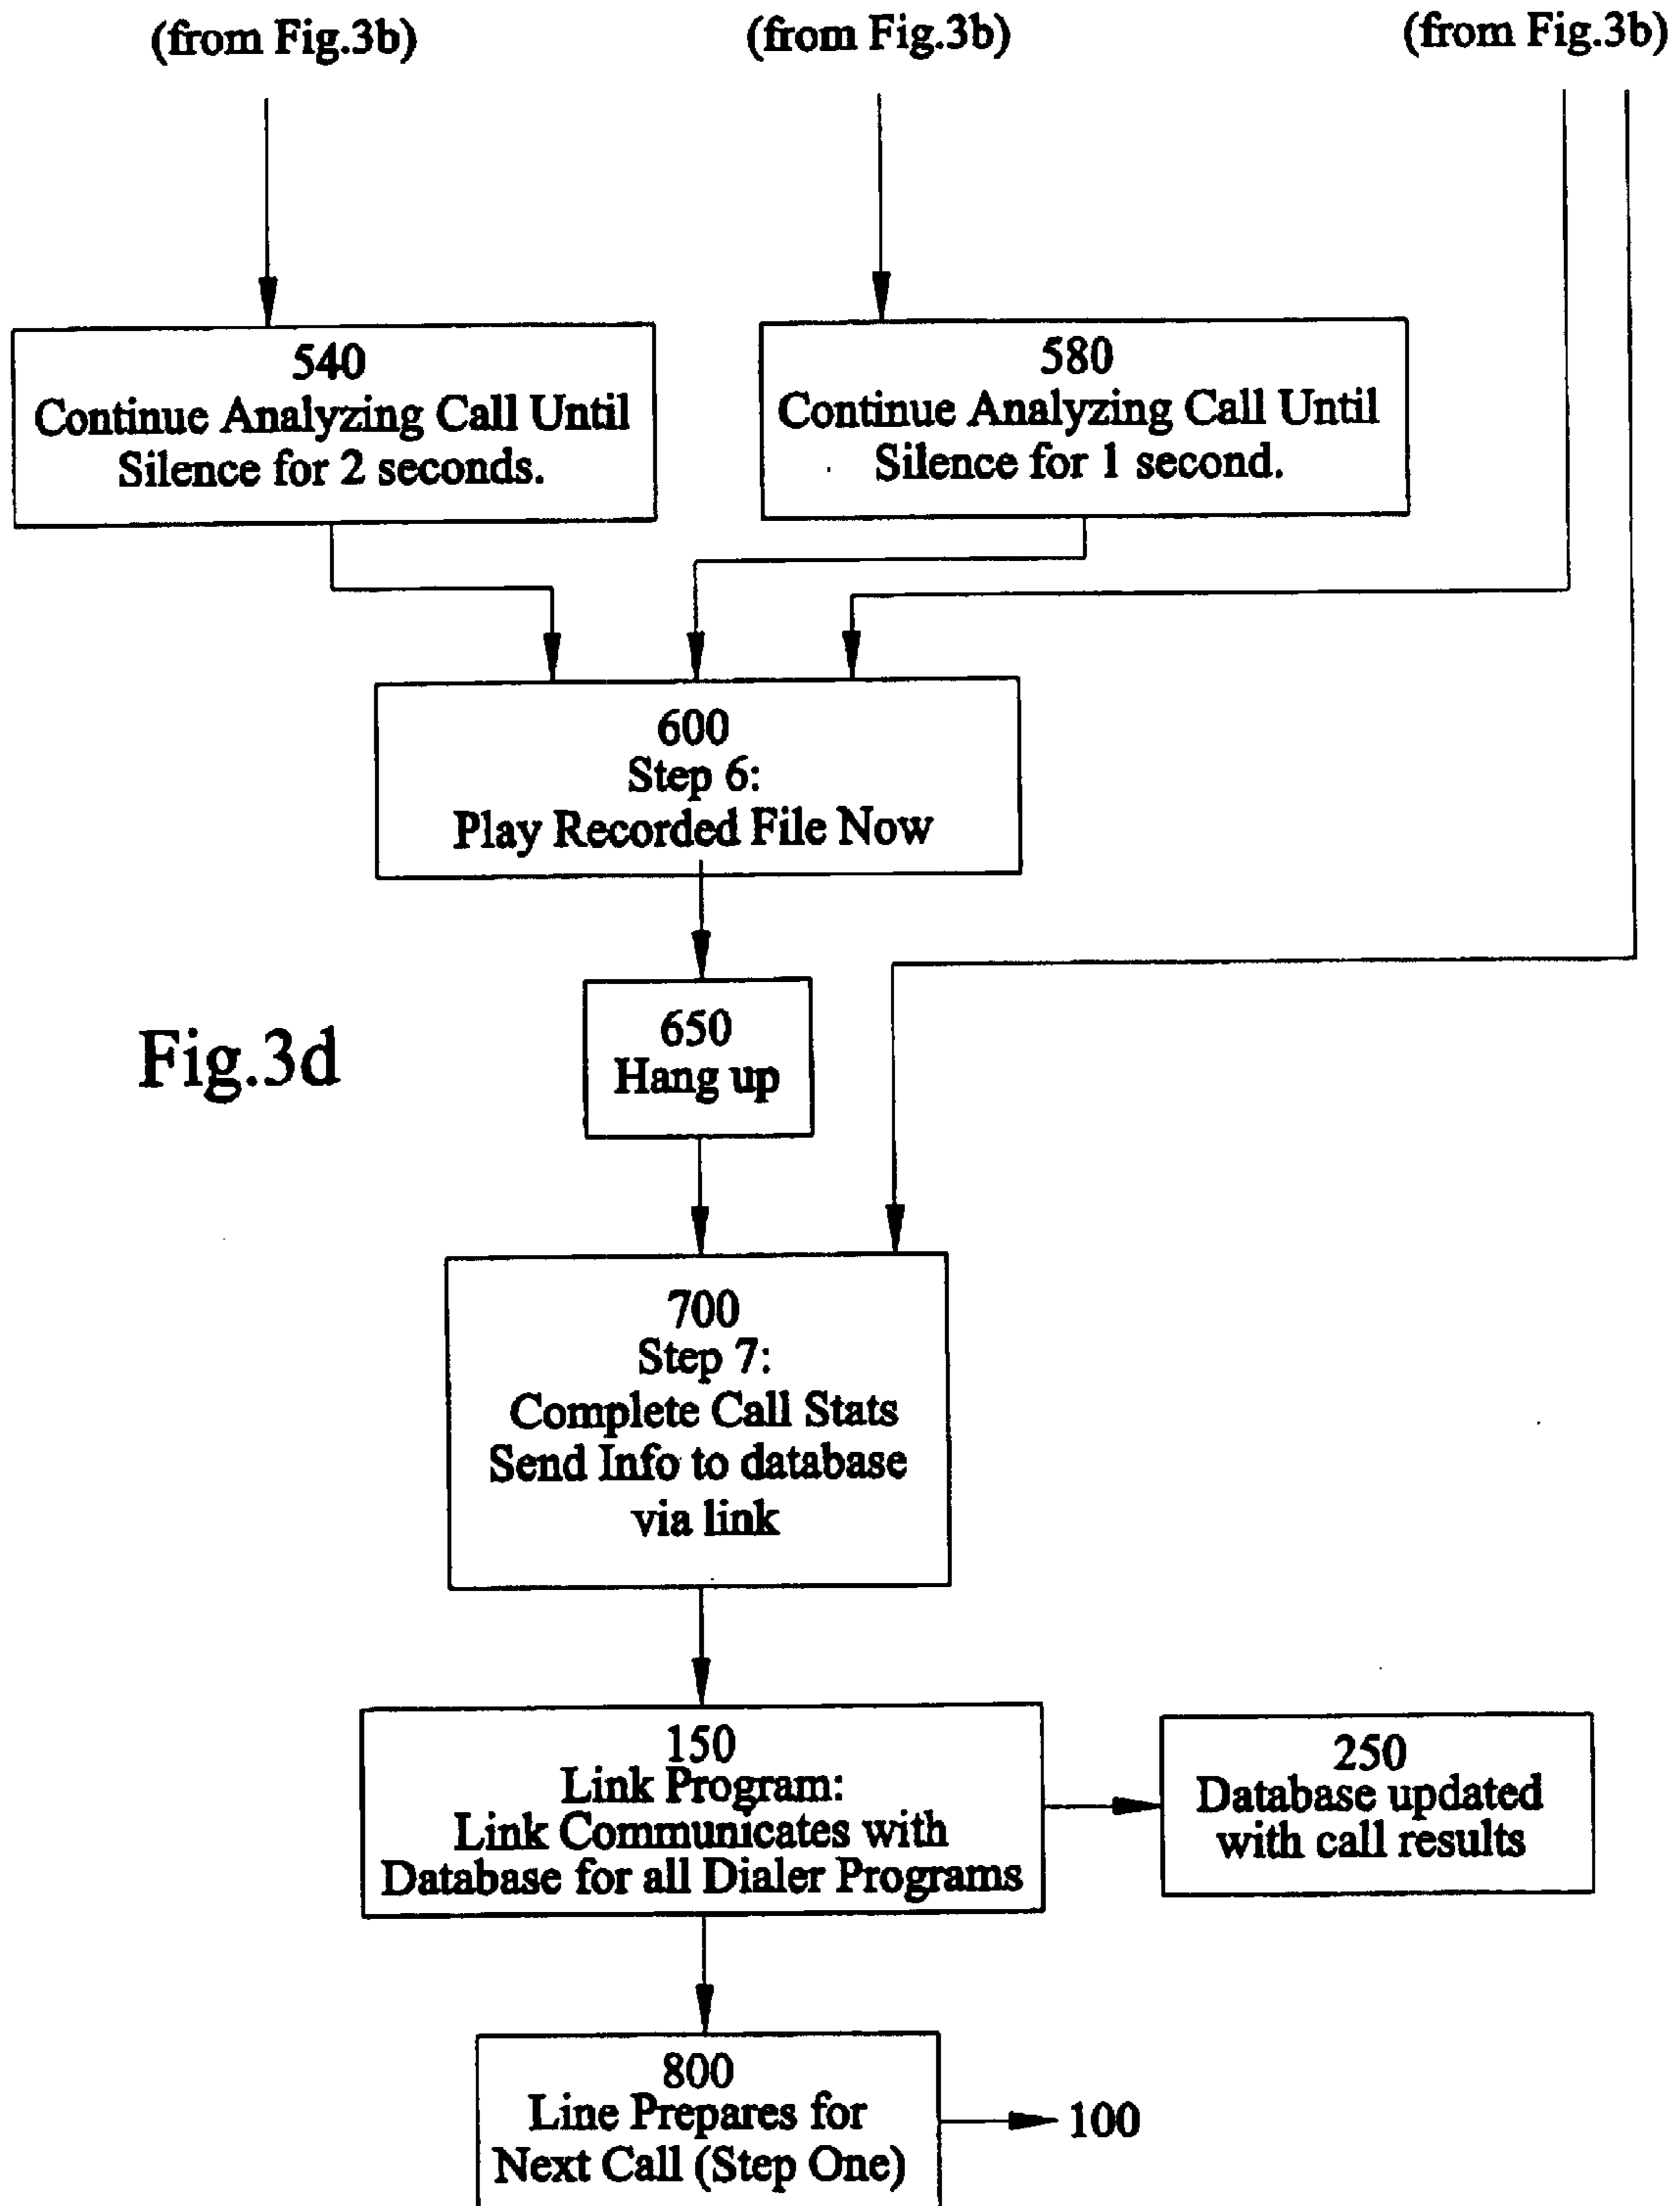 (from Fig.3b)
(from Fig.3b)
(from Fig.3b)
540
Continue Analyzing Call Until
Silence for 2 seconds.
580
Continue Analyzing Call Until
Silence for 1 second.
600
Step 6:
Play Recorded File Now
650
Hang up
Fig.3d
700
Step 7:
Complete Call Stats
Send Info to database
via link
150
Link Program:
Link Communicates with
Database for all Dialer Programs
250
Database updated
with call results
800
Line Prepares for
Next Call (Step One)
100